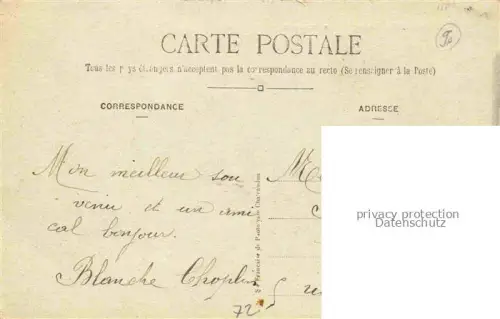 CARTE POSTALE
Tous les pays étrangers n'acceptent pas la correspondance au recto (Se renseigner à la Poste)
CORRESPONDANCE
ADRESSE
Mon meilleur sou
venir et un ami
cal bonjour.
Blanche Choplin
72
privacy protection
Datenschutz